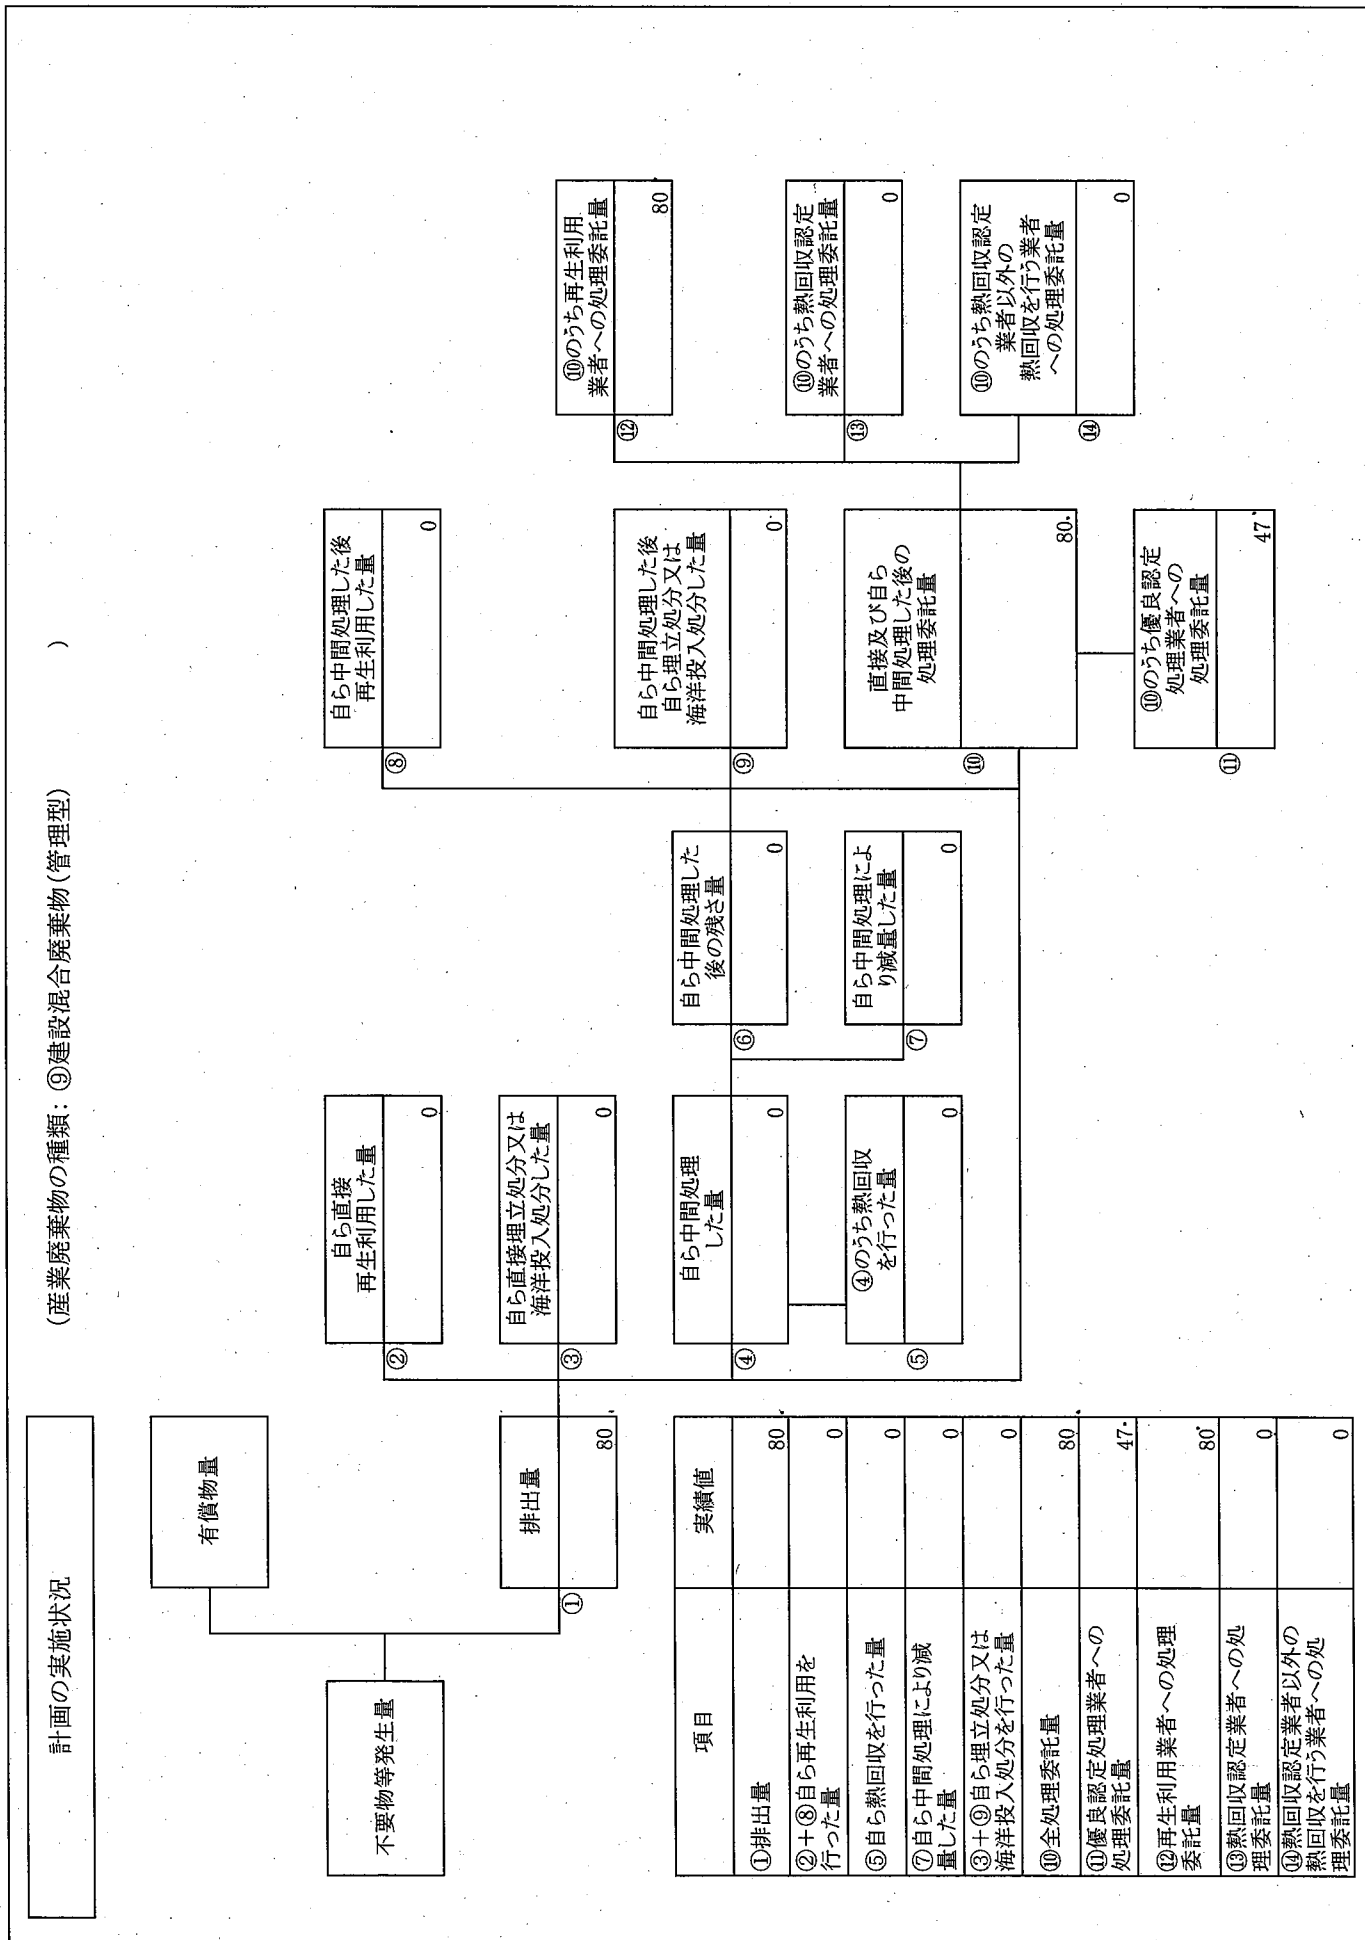 計画の実施状況
(産業廃棄物の種類：⑨建設混合廃棄物(管理型)　　　　)
不要物等発生量
有償物量
①
排出量
80
②
自ら直接
再生利用した量
0
③
自ら直接埋立処分又は
海洋投入処分した量
0
④
自ら中間処理
した量
0
⑤
④のうち熱回収
を行った量
0
⑥
自ら中間処理した
後の残さ量
0
⑦
自ら中間処理によ
り減量した量
0
⑧
自ら中間処理した後
再生利用した量
0
⑨
自ら中間処理した後
自ら埋立処分又は
海洋投入処分した量
0
⑩
直接及び自ら
中間処理した後の
処理委託量
80
⑪
⑩のうち優良認定
処理業者への
処理委託量
47
⑫
⑩のうち再生利用
業者への処理委託量
80
⑬
⑩のうち熱回収認定
業者への処理委託量
0
⑭
⑩のうち熱回収認定
業者以外の
熱回収を行う業者
への処理委託量
0
項目　実績値
①排出量　80
②+⑧自ら再生利用を
行った量　0
⑤自ら熱回収を行った量　0
⑦自ら中間処理により減
量した量　0
③+⑨自ら埋立処分又は
海洋投入処分を行った量　0
⑩全処理委託量　80
⑪優良認定処理業者への
処理委託量　47
⑫再生利用業者への処理
委託量　80
⑬熱回収認定業者への処
理委託量　0
⑭熱回収認定業者以外の
熱回収を行う業者への処
理委託量　0